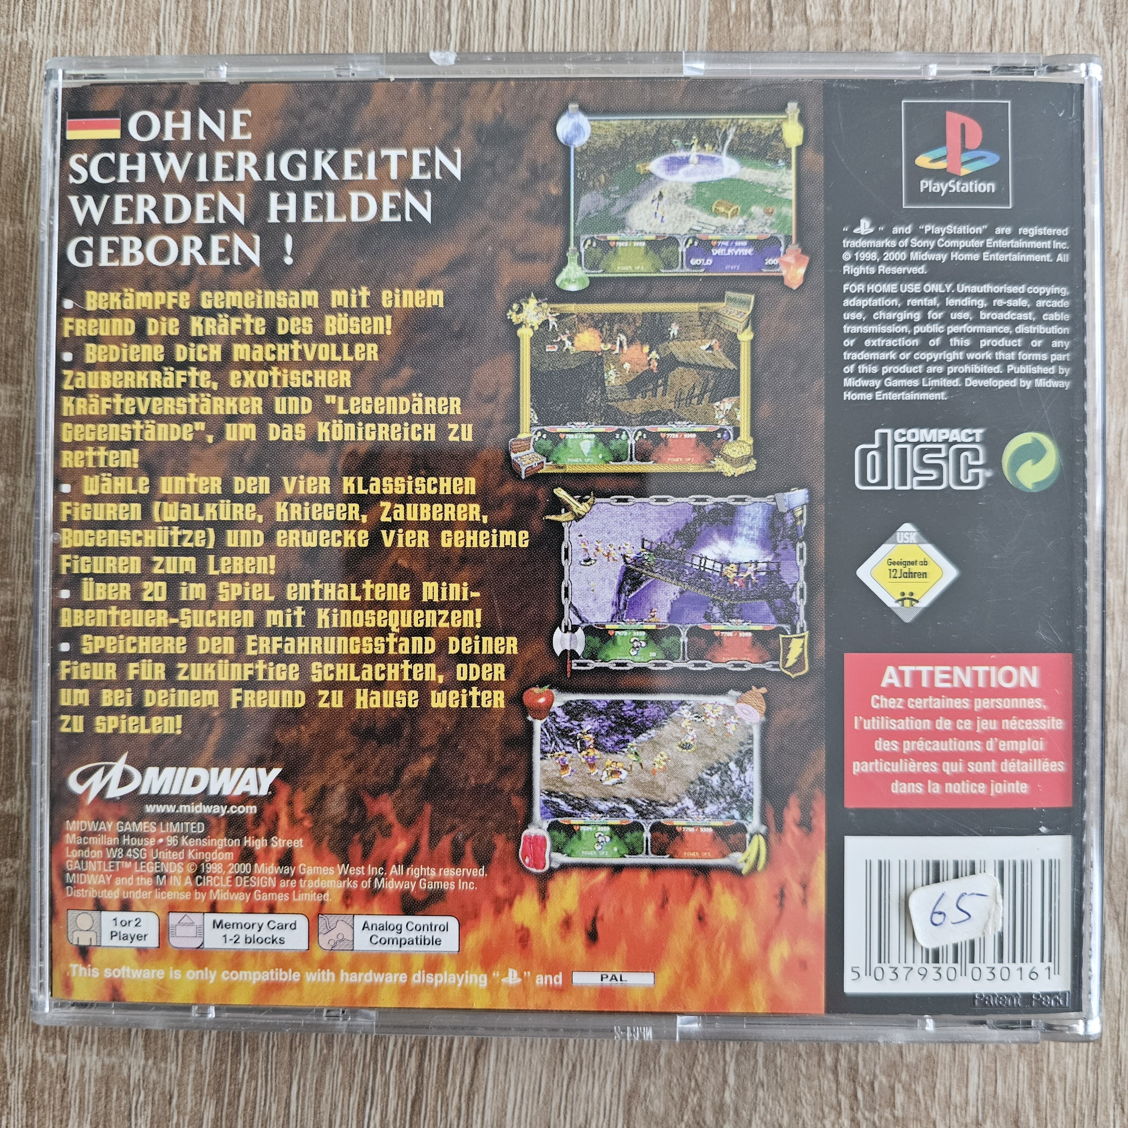 OHNE
SCHWIERIGKEITEN
WERDEN HELDEN
GEBOREN !
• Bekämpfe gemeinsam mit einem
Freund die Kräfte des Bösen!
• Bediene dich machtvoller
Zauberkräfte, exotischer
Kräfteverstärker und "Legendärer
Gegenstände", um das Königreich zu
retten!
• Wähle unter den vier klassischen
Figuren (Walküre, Krieger, Zauberer,
Bogenschütze) und erwecke vier geheime
Figuren zum Leben!
• Über 20 im Spiel enthaltene Mini-
Abenteuer-Suchen mit Kinosequenzen!
• Speichere den Erfahrungsstand deiner
Figur für zukünftige Schlachten, oder
um bei deinem Freund zu Hause weiter
zu spielen!
MIDWAY
www.midway.com
MIDWAY GAMES LIMITED
Macmillan House • 96 Kensington High Street
London W8 4SG United Kingdom
GAUNTLET™ LEGENDS © 1998, 2000 Midway Games West Inc. All rights reserved.
MIDWAY and the M IN A CIRCLE DESIGN are trademarks of Midway Games Inc.
Distributed under license by Midway Games Limited.
1 or 2
Player
Memory Card
1-2 blocks
Analog Control
Compatible
This software is only compatible with hardware displaying “ ” and PAL
VALKYRIE
GOLD
PlayStation
“ ” and “PlayStation” are registered
trademarks of Sony Computer Entertainment Inc.
© 1998, 2000 Midway Home Entertainment. All
Rights Reserved.
FOR HOME USE ONLY. Unauthorised copying,
adaptation, rental, lending, re-sale, arcade
use, charging for use, broadcast, cable
transmission, public performance, distribution
or extraction of this product or any
trademark or copyright work that forms part
of this product are prohibited. Published by
Midway Games Limited. Developed by Midway
Home Entertainment.
COMPACT
disc
USK
Geeignet ab
12 Jahren
ATTENTION
Chez certaines personnes,
l'utilisation de ce jeu nécessite
des précautions d'emploi
particulières qui sont détaillées
dans la notice jointe
65
5 037930 030161
Patent Pend